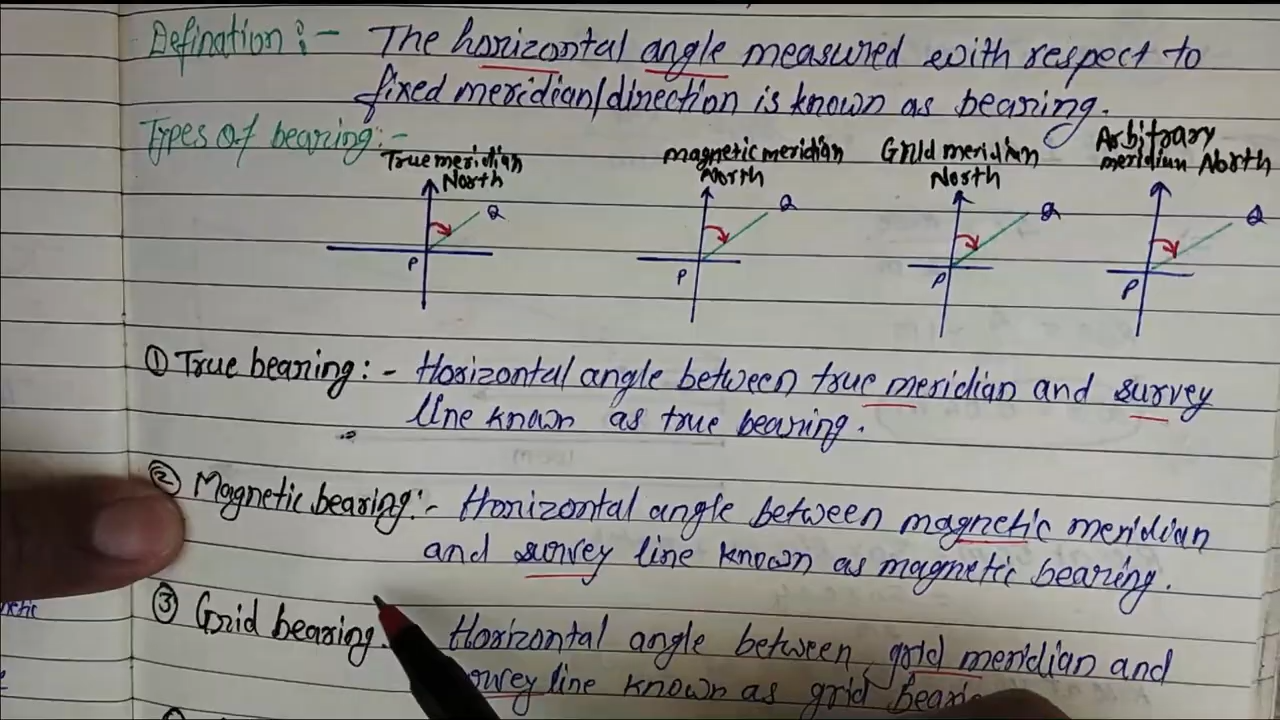 Defination :- The horizontal angle measured with respect to
fixed meridian/direction is known as bearing.
Types of bearing:-
True meridian
North
Q
P
magnetic meridian
North
Q
P
Grid meridian
North
Q
P
Arbitrary
meridian North
Q
P
① True bearing:- Horizontal angle between true meridian and survey
line known as true bearing.
② Magnetic bearing:- Horizontal angle between magnetic meridian
and survey line known as magnetic bearing.
③ Grid bearing Horizontal angle between grid meridian and
line known as grid